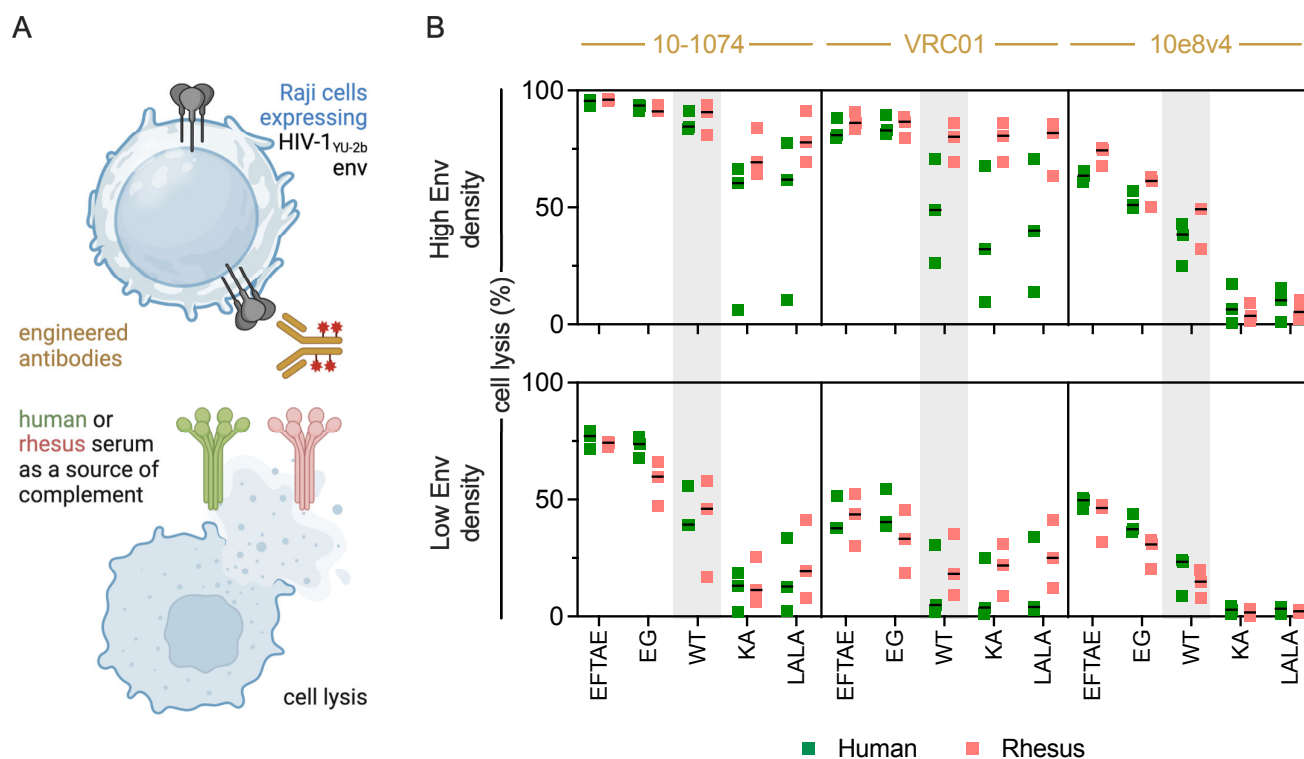 A
Raji cells
expressing
HIV-1YU-2b
env
engineered
antibodies
human or
rhesus serum
as a source of
complement
cell lysis
B
10-1074 VRC01 10e8v4
High Env
density
Low Env
density
cell lysis (%)
100
50
0
100
50
0
EFTAE EG WT KA LALA EFTAE EG WT KA LALA EFTAE EG WT KA LALA
Human Rhesus